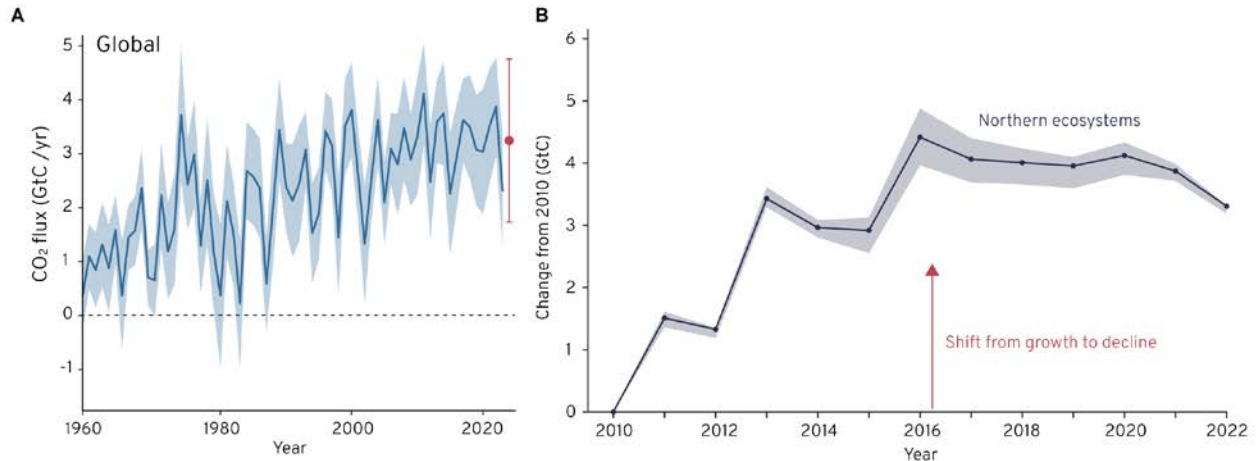 A
Global
CO₂ flux (GtC /yr)
5
4
3
2
1
0
-1
1960
1980
2000
2020
Year
B
Change from 2010 (GtC)
6
5
4
3
2
1
0
Northern ecosystems
Shift from growth to decline
2010
2012
2014
2016
2018
2020
2022
Year